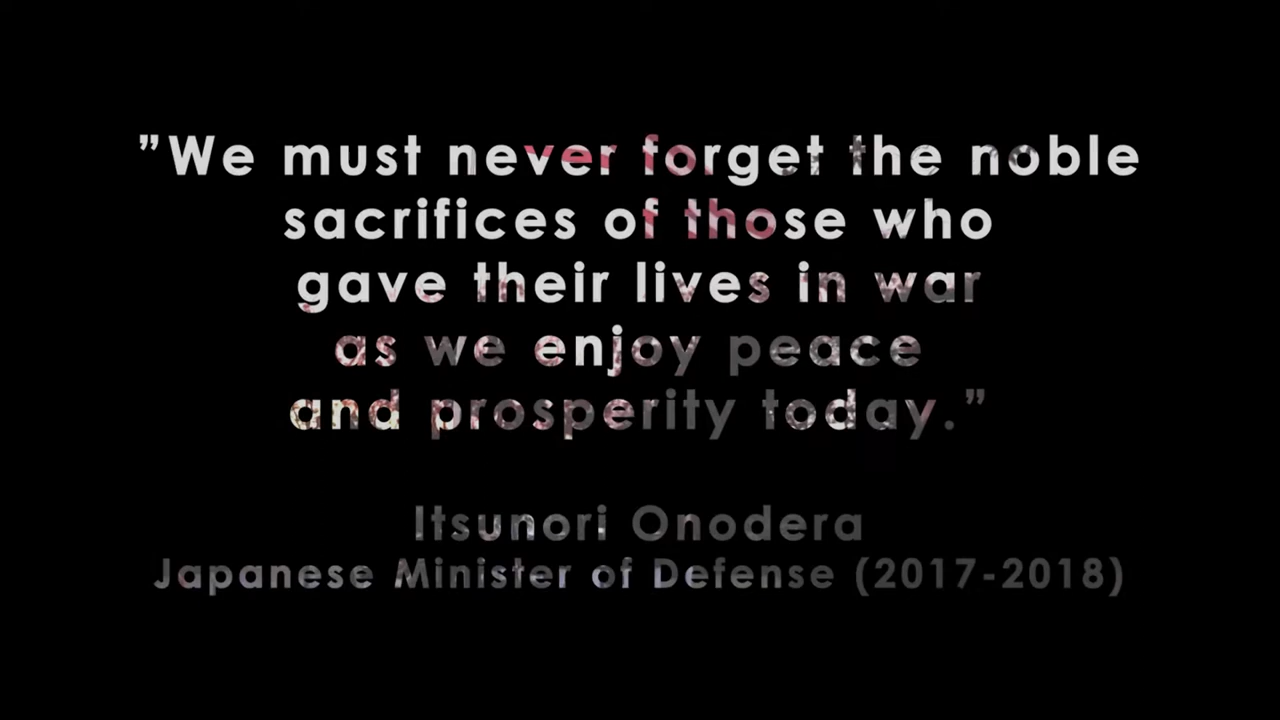 ”We must never forget the noble
sacrifices of those who
gave their lives in war
as we enjoy peace
and prosperity today.”
Itsunori Onodera
Japanese Minister of Defense (2017-2018)